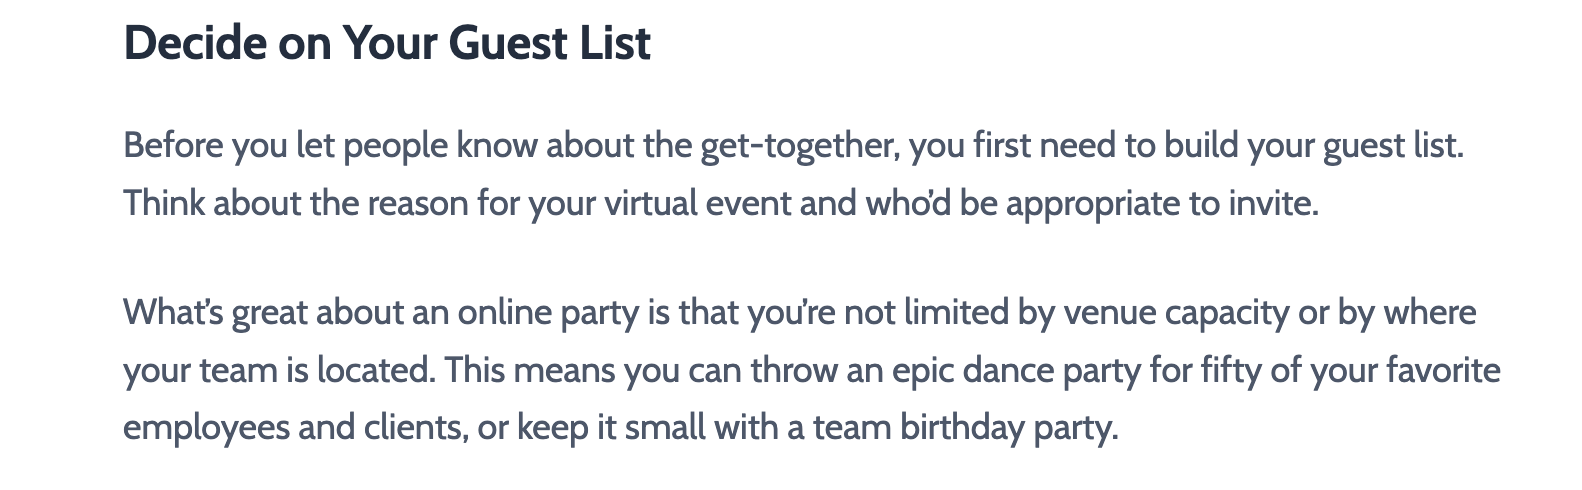 Decide on Your Guest List
Before you let people know about the get-together, you first need to build your guest list.
Think about the reason for your virtual event and who’d be appropriate to invite.
What’s great about an online party is that you’re not limited by venue capacity or by where
your team is located. This means you can throw an epic dance party for fifty of your favorite
employees and clients, or keep it small with a team birthday party.